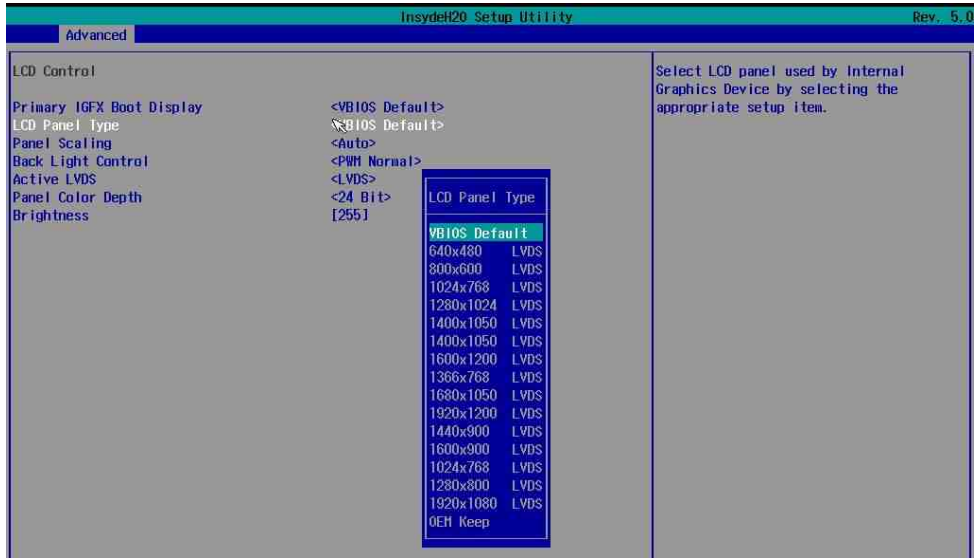 InsydeH20 Setup Utility Rev. 5.0
Advanced
LCD Control
Primary IGFX Boot Display <VBIOS Default>
LCD Panel Type VBIOS Default>
Panel Scaling <Auto>
Back Light Control <PWM Normal>
Active LVDS <LVDS>
Panel Color Depth <24 Bit>
Brightness [255]
LCD Panel Type
VBIOS Default
640x480 LVDS
800x600 LVDS
1024x768 LVDS
1280x1024 LVDS
1400x1050 LVDS
1400x1050 LVDS
1600x1200 LVDS
1366x768 LVDS
1680x1050 LVDS
1920x1200 LVDS
1440x900 LVDS
1600x900 LVDS
1024x768 LVDS
1280x800 LVDS
1920x1080 LVDS
OEM Keep
Select LCD panel used by Internal
Graphics Device by selecting the
appropriate setup item.